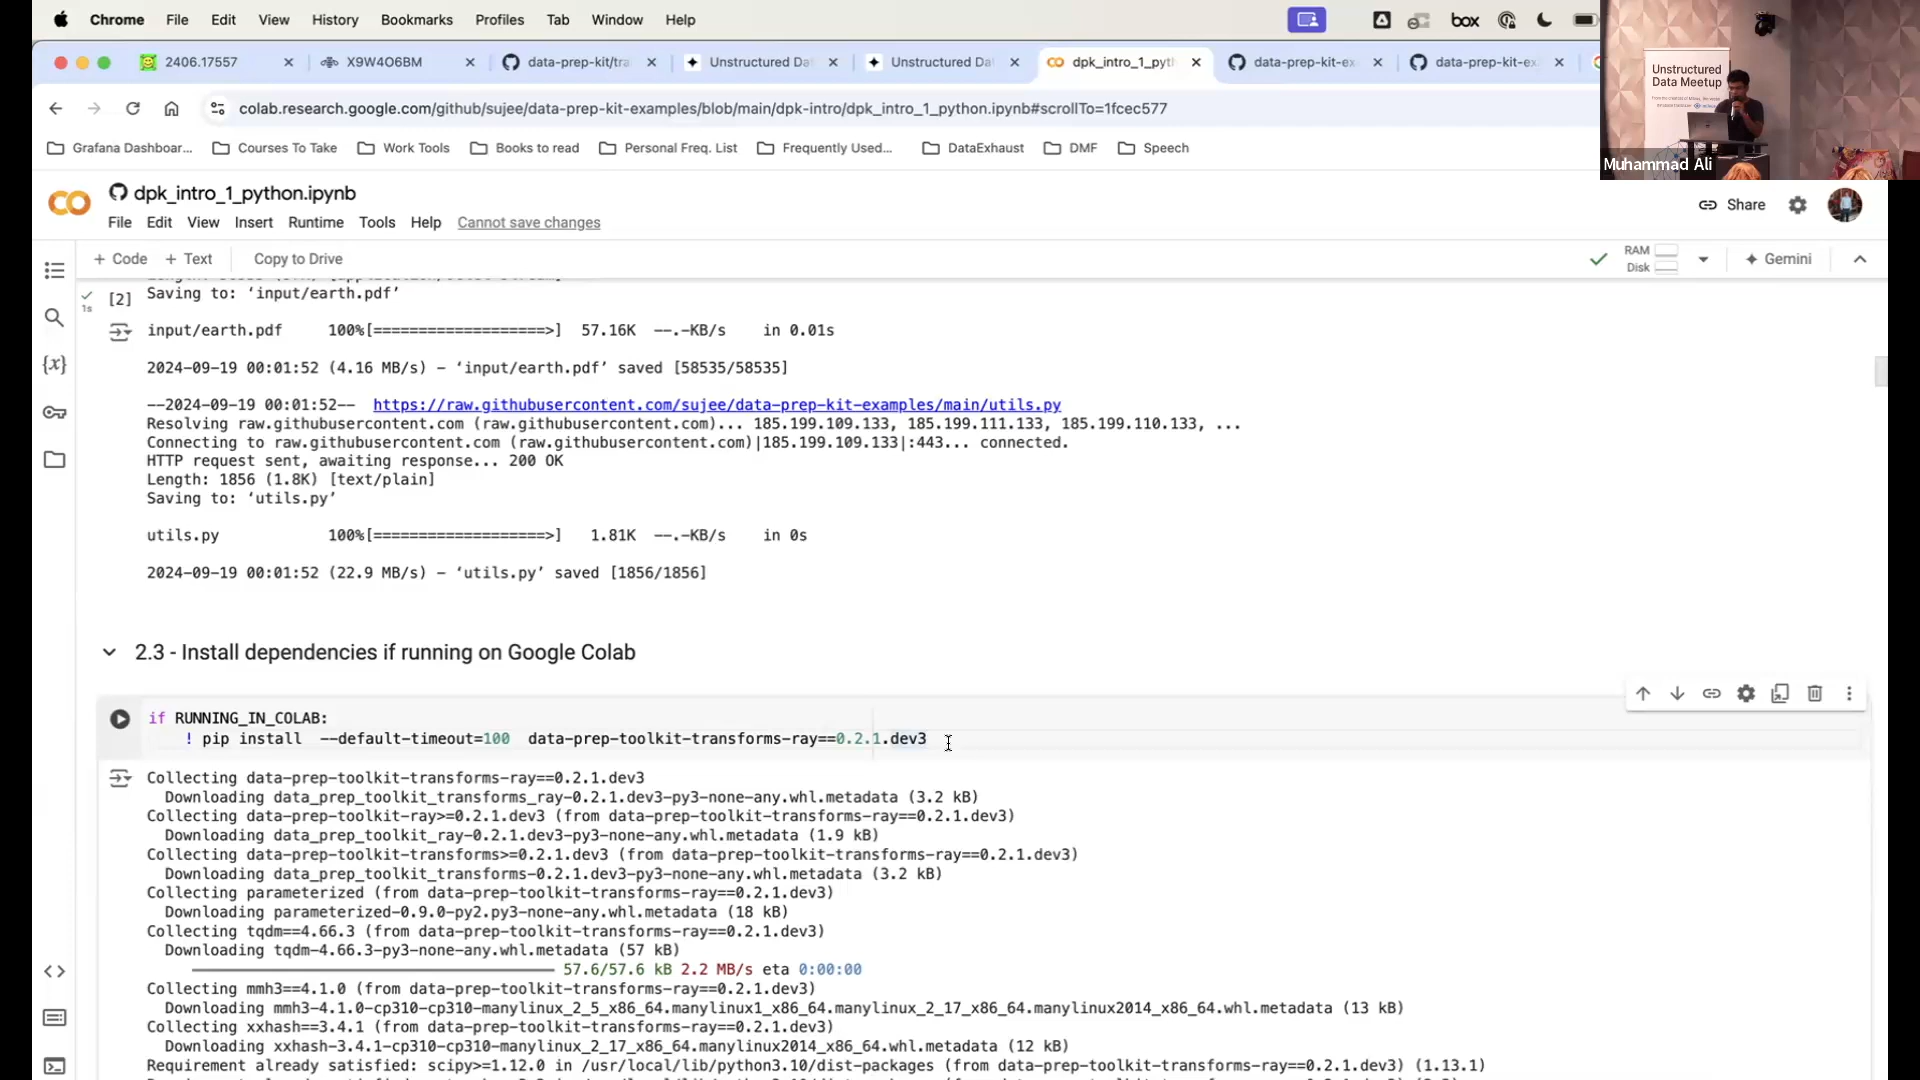 Chrome File Edit View History Bookmarks Profiles Tab Window Help box
2406.17557 X9W4O6BM data-prep-kit/tra Unstructured Da Unstructured Da dpk_intro_1_pyth data-prep-kit-ex data-prep-kit-ex
colab.research.google.com/github/sujee/data-prep-kit-examples/blob/main/dpk-intro/dpk_intro_1_python.ipynb#scrollTo=1fcec577
Grafana Dashboar... Courses To Take Work Tools Books to read Personal Freq. List Frequently Used... DataExhaust DMF Speech
Unstructured
Data Meetup
Muhammad Ali
dpk_intro_1_python.ipynb
File Edit View Insert Runtime Tools Help Cannot save changes
Share
+ Code + Text Copy to Drive
RAM
Disk
Gemini
[2]
1s
Saving to: ‘input/earth.pdf’
input/earth.pdf 100%[===================>] 57.16K --.-KB/s in 0.01s
2024-09-19 00:01:52 (4.16 MB/s) - ‘input/earth.pdf’ saved [58535/58535]
--2024-09-19 00:01:52-- https://raw.githubusercontent.com/sujee/data-prep-kit-examples/main/utils.py
Resolving raw.githubusercontent.com (raw.githubusercontent.com)... 185.199.109.133, 185.199.111.133, 185.199.110.133, ...
Connecting to raw.githubusercontent.com (raw.githubusercontent.com)|185.199.109.133|:443... connected.
HTTP request sent, awaiting response... 200 OK
Length: 1856 (1.8K) [text/plain]
Saving to: ‘utils.py’
utils.py 100%[===================>] 1.81K --.-KB/s in 0s
2024-09-19 00:01:52 (22.9 MB/s) - ‘utils.py’ saved [1856/1856]
2.3 - Install dependencies if running on Google Colab
if RUNNING_IN_COLAB:
! pip install --default-timeout=100 data-prep-toolkit-transforms-ray==0.2.1.dev3
Collecting data-prep-toolkit-transforms-ray==0.2.1.dev3
Downloading data_prep_toolkit_transforms_ray-0.2.1.dev3-py3-none-any.whl.metadata (3.2 kB)
Collecting data-prep-toolkit-ray>=0.2.1.dev3 (from data-prep-toolkit-transforms-ray==0.2.1.dev3)
Downloading data_prep_toolkit_ray-0.2.1.dev3-py3-none-any.whl.metadata (1.9 kB)
Collecting data-prep-toolkit-transforms>=0.2.1.dev3 (from data-prep-toolkit-transforms-ray==0.2.1.dev3)
Downloading data_prep_toolkit_transforms-0.2.1.dev3-py3-none-any.whl.metadata (3.2 kB)
Collecting parameterized (from data-prep-toolkit-transforms-ray==0.2.1.dev3)
Downloading parameterized-0.9.0-py2.py3-none-any.whl.metadata (18 kB)
Collecting tqdm==4.66.3 (from data-prep-toolkit-transforms-ray==0.2.1.dev3)
Downloading tqdm-4.66.3-py3-none-any.whl.metadata (57 kB)
57.6/57.6 kB 2.2 MB/s eta 0:00:00
Collecting mmh3==4.1.0 (from data-prep-toolkit-transforms-ray==0.2.1.dev3)
Downloading mmh3-4.1.0-cp310-cp310-manylinux_2_5_x86_64.manylinux1_x86_64.manylinux_2_17_x86_64.manylinux2014_x86_64.whl.metadata (13 kB)
Collecting xxhash==3.4.1 (from data-prep-toolkit-transforms-ray==0.2.1.dev3)
Downloading xxhash-3.4.1-cp310-cp310-manylinux_2_17_x86_64.manylinux2014_x86_64.whl.metadata (12 kB)
Requirement already satisfied: scipy>=1.12.0 in /usr/local/lib/python3.10/dist-packages (from data-prep-toolkit-transforms-ray==0.2.1.dev3) (1.13.1)